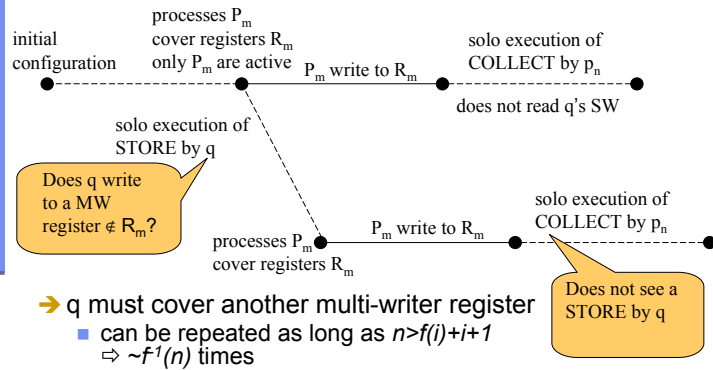 initial
configuration
processes Pm
cover registers Rm
only Pm are active
Pm write to Rm
solo execution of
COLLECT by pn
does not read q's SW
solo execution of
STORE by q
Does q write
to a MW
register ∉ Rm?
processes Pm
cover registers Rm
Pm write to Rm
solo execution of
COLLECT by pn
Does not see a
STORE by q
➔ q must cover another multi-writer register
■ can be repeated as long as n>f(i)+i+1
⇨ ~f-1(n) times